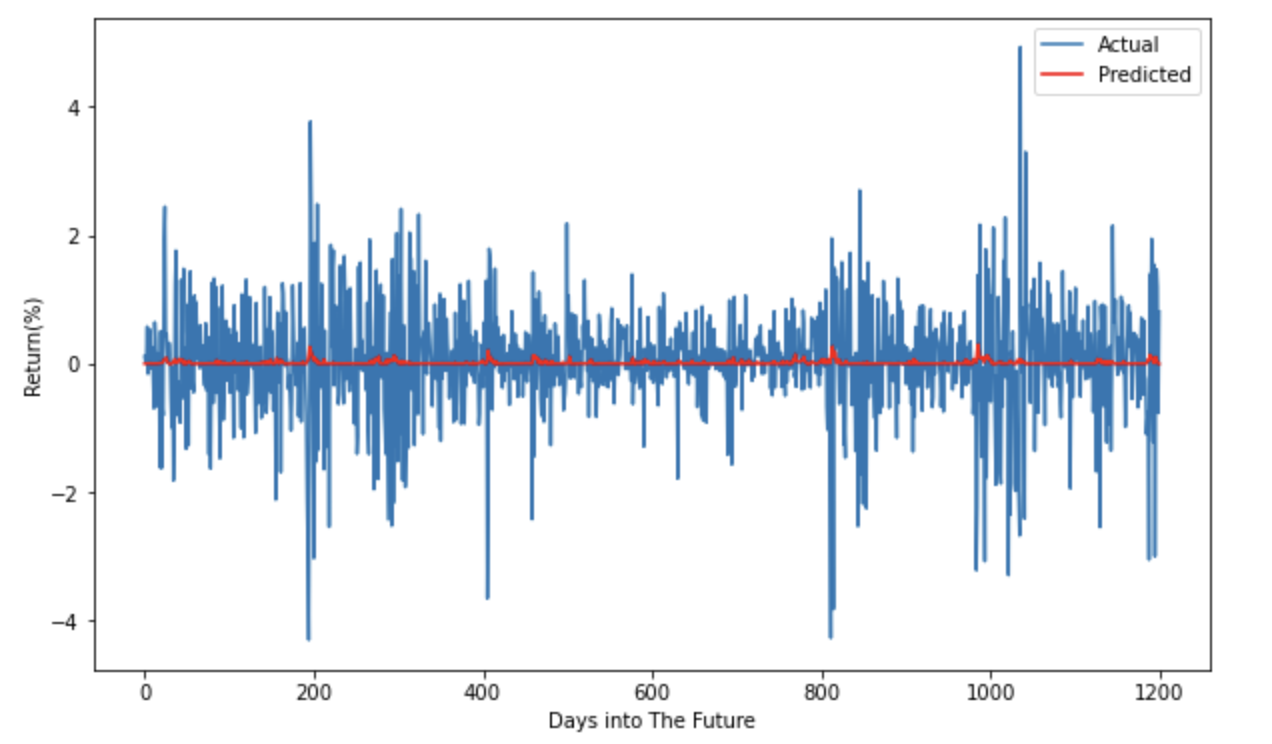 Actual
Predicted
4
2
0
−2
−4
Return(%)
0 200 400 600 800 1000 1200
Days into The Future